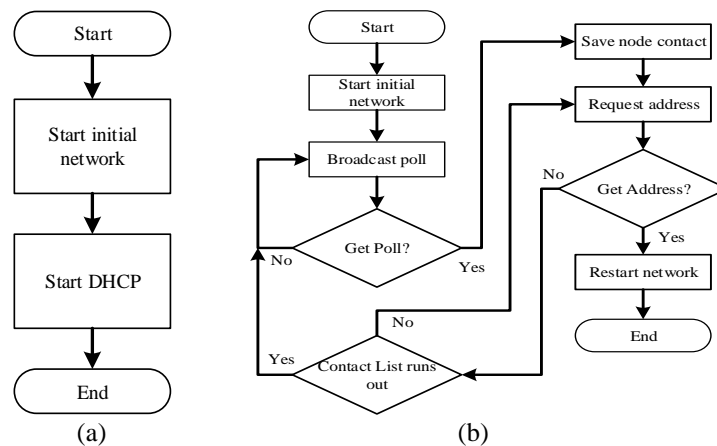 Start
Start initial
network
Start DHCP
End
(a)
Start
Start initial
network
Broadcast poll
Get Poll?
No
Yes
Save node contact
Request address
Get Address?
No
Yes
Restart network
End
Contact List runs
out
No
Yes
(b)